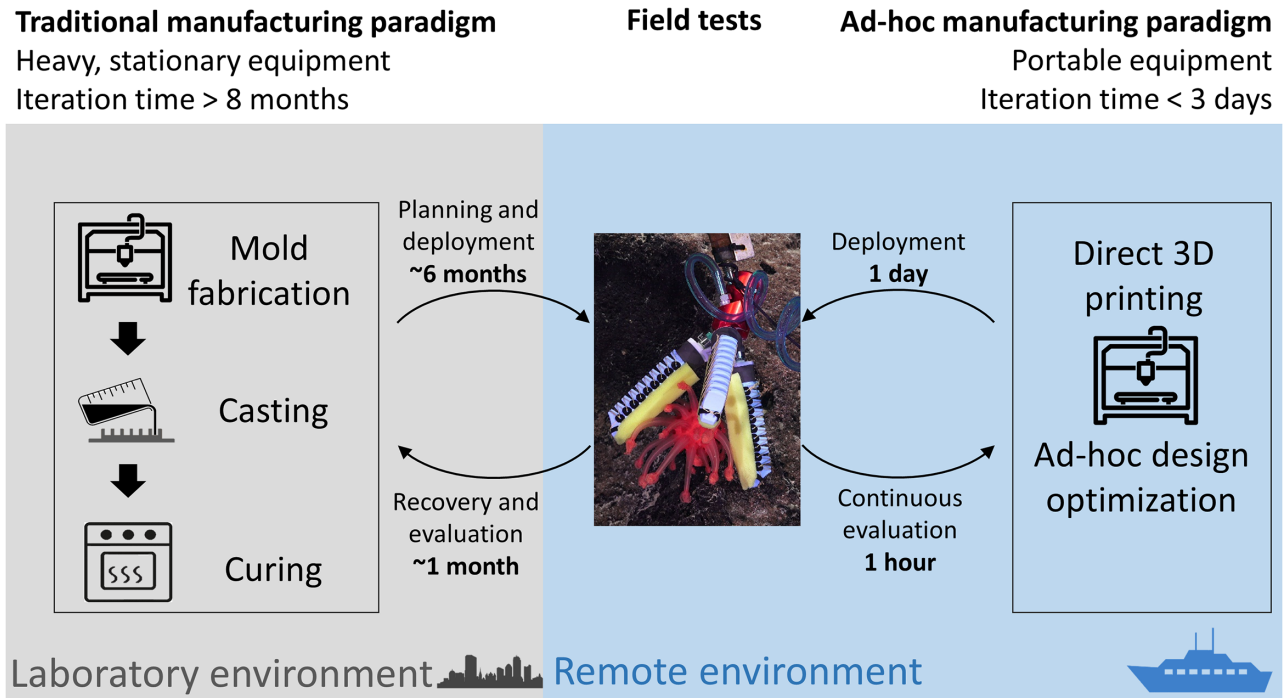 Traditional manufacturing paradigm
Heavy, stationary equipment
Iteration time > 8 months
Field tests
Ad-hoc manufacturing paradigm
Portable equipment
Iteration time < 3 days
Mold
fabrication
Casting
Curing
Planning and
deployment
~6 months
Recovery and
evaluation
~1 month
Deployment
1 day
Continuous
evaluation
1 hour
Direct 3D
printing
Ad-hoc design
optimization
Laboratory environment
Remote environment